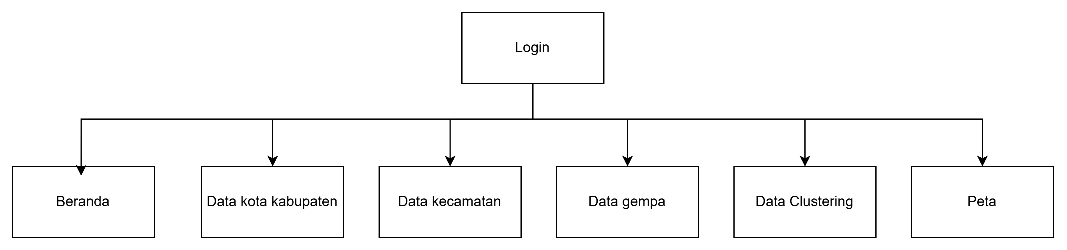 Login
Beranda
Data kota kabupaten
Data kecamatan
Data gempa
Data Clustering
Peta